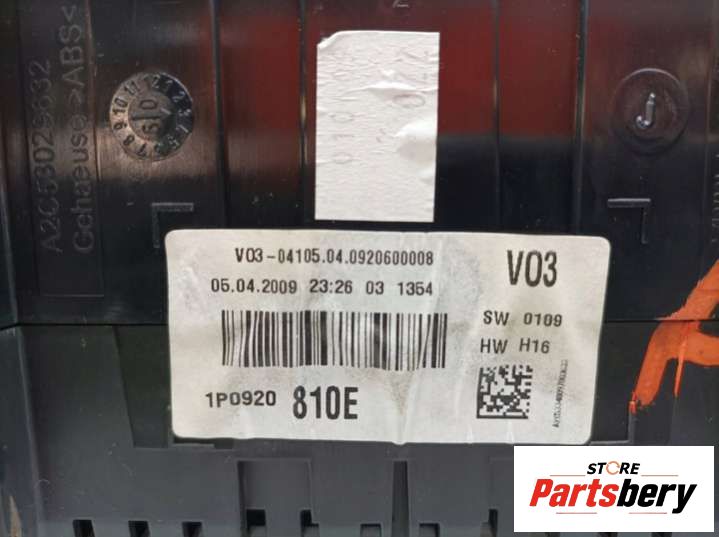 A2C53029632
Gehaeuse >ABS<
V03-04105.04.0920600008
05.04.2009 23:26 03 1354
V03
SW 0109
HW H16
1P0920 810E
STORE
Partsbery